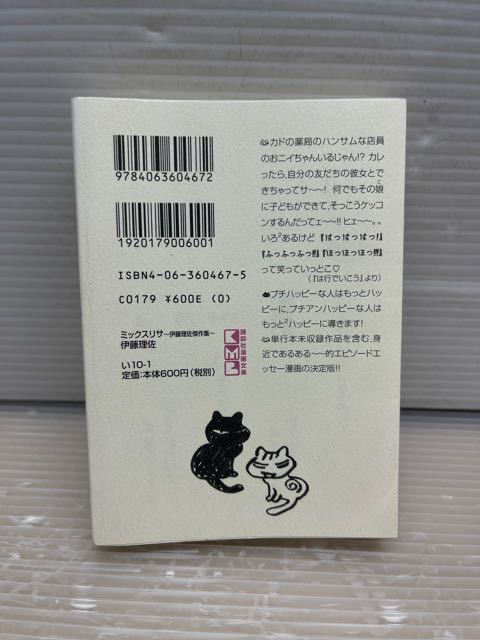 9784063604672
1920179006001
ISBN4-06-360467-5
C0179 ¥600E (0)
ミックスリサ〜伊藤理佐傑作集〜
伊藤理佐
い10-1
定価:本体600円(税別)
講談社漫画文庫
KMB
カドの薬局のハンサムな店員
のおニイちゃんいるじゃん!? カレ
ったら、自分の友だちの彼女とで
きちゃってサ〜〜! 何でもその娘
に子どもができて、そっこうケッコ
ンするんだってェ〜〜!! ヒェ〜〜。。
いろ²あるけど『はっはっはっ!』
『ふっふっふっ!!』『ほっほっほっ!!!』
って笑っていっとこ♡
(『は行でいこう』より)
プチハッピーな人はもっとハッ
ピーに、プチアンハッピーな人は
もっと²ハッピーに導きます!
単行本未収録作品を含む、身
近であるある〜〜的エピソードエ
ッセー漫画の決定版!!